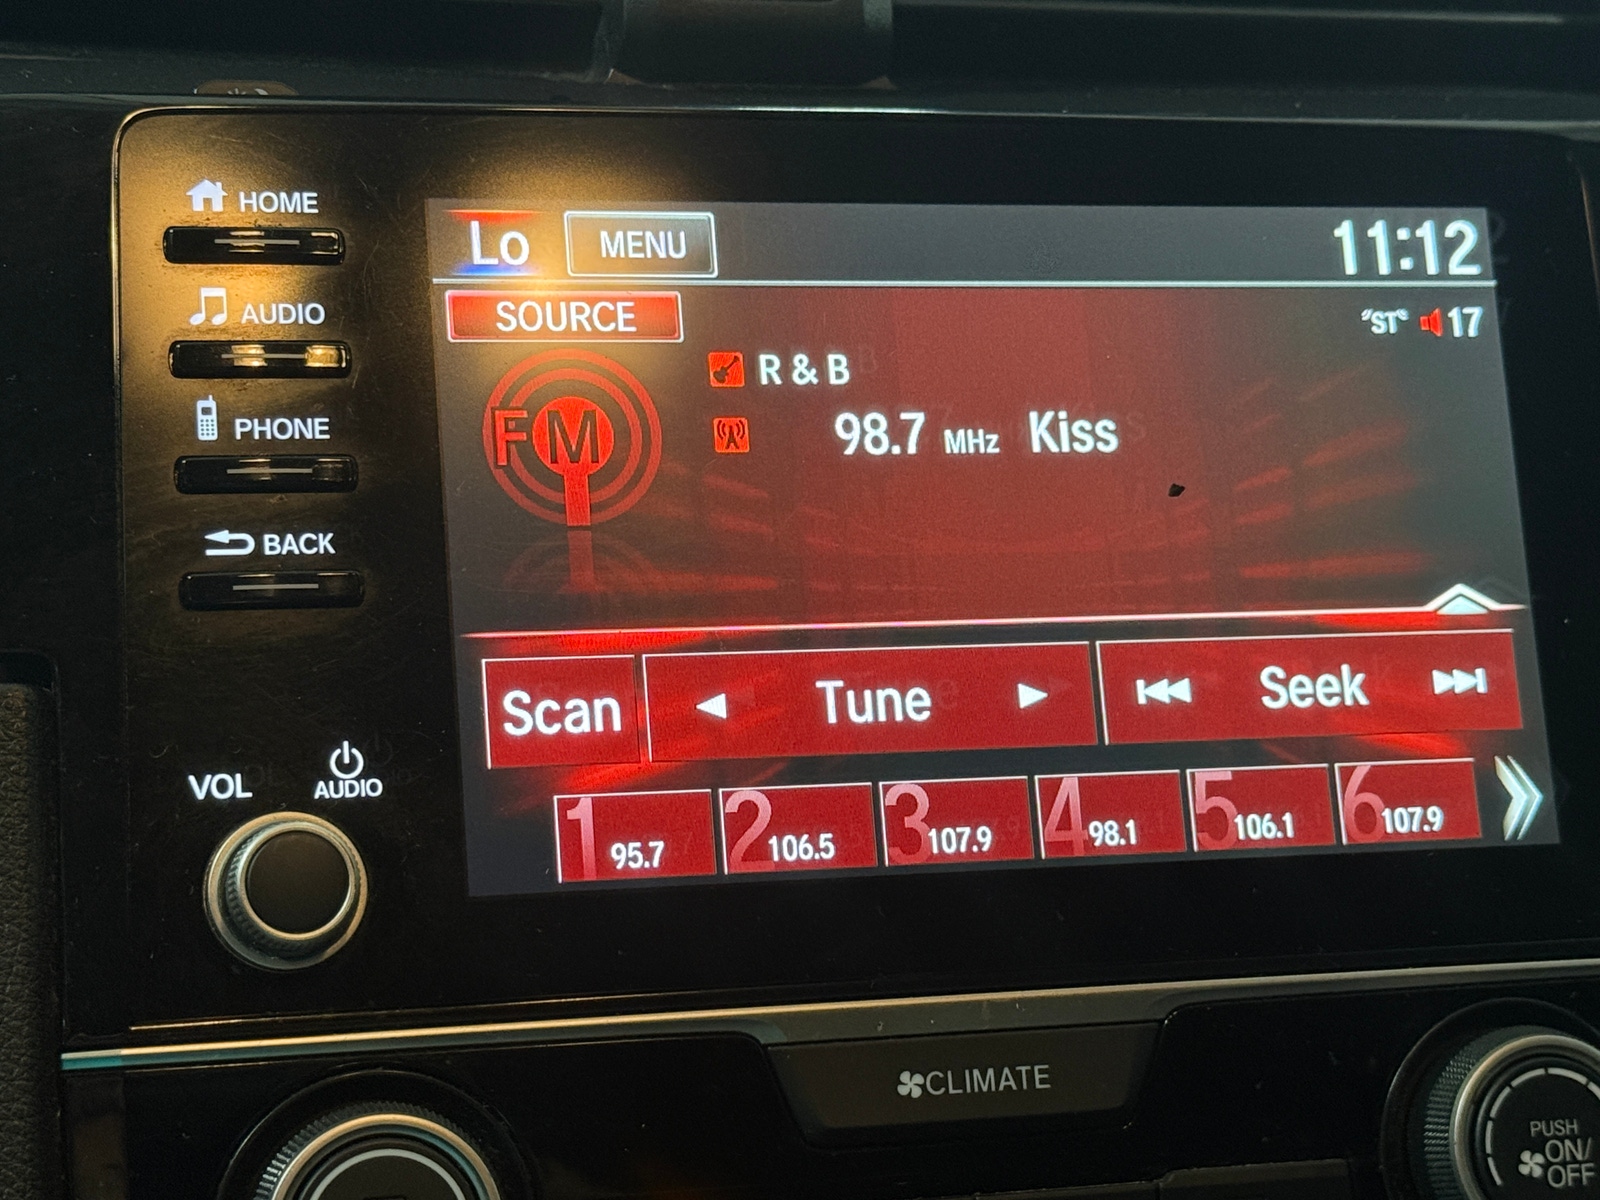 HOME
AUDIO
PHONE
BACK
VOL
AUDIO
Lo MENU 11:12
SOURCE
"ST" 17
R & B
FM
98.7 MHz Kiss
Scan Tune Seek
1 95.7 2 106.5 3 107.9 4 98.1 5 106.1 6 107.9
CLIMATE
PUSH
ON/
OFF